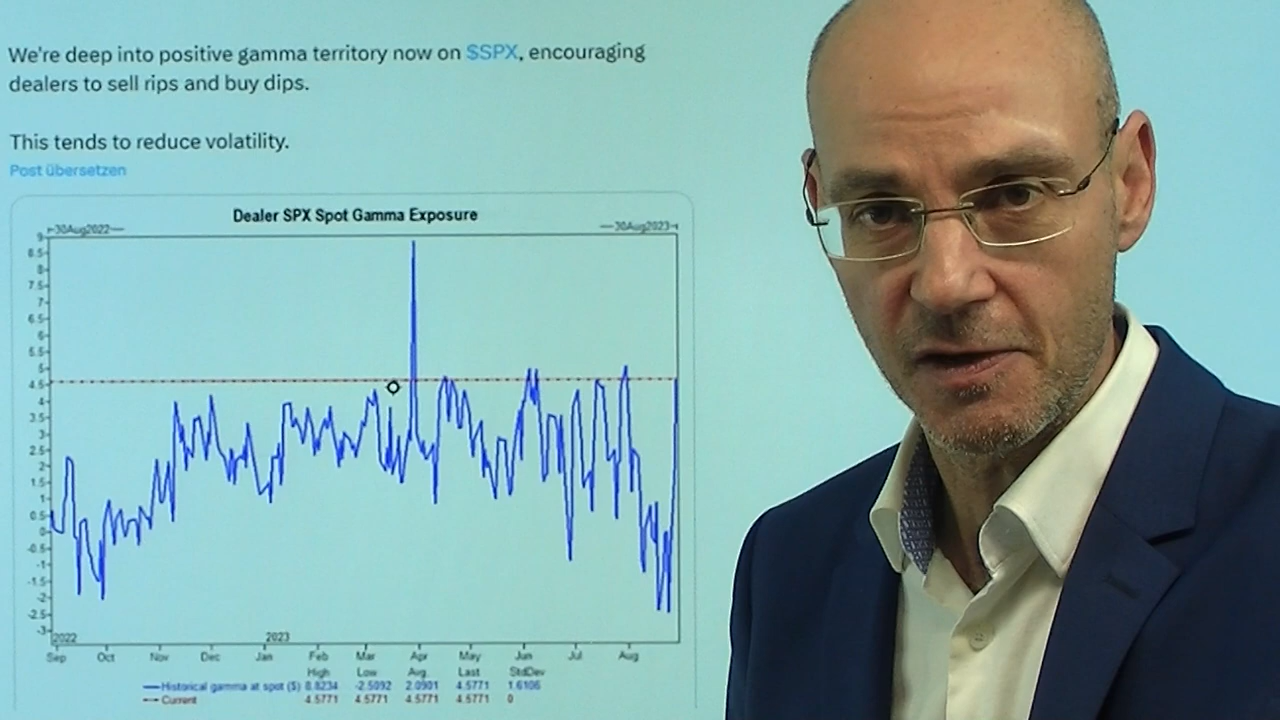 We're deep into positive gamma territory now on $SPX, encouraging
dealers to sell rips and buy dips.
This tends to reduce volatility.
Post übersetzen
Dealer SPX Spot Gamma Exposure
30Aug2022
30Aug2023
9
8.5
8
7.5
7
6.5
6
5.5
5
4.5
4
3.5
3
2.5
2
1.5
1
0.5
0
-0.5
-1
-1.5
-2
-2.5
-3
2022 2023
Sep Oct Nov Dec Jan Feb Mar Apr May Jun Jul Aug
High Low Avg. Last StdDev
Historical gamma at spot ($) 8.8234 -2.5092 2.0901 4.5771 1.6106
Current 4.5771 4.5771 4.5771 4.5771 0